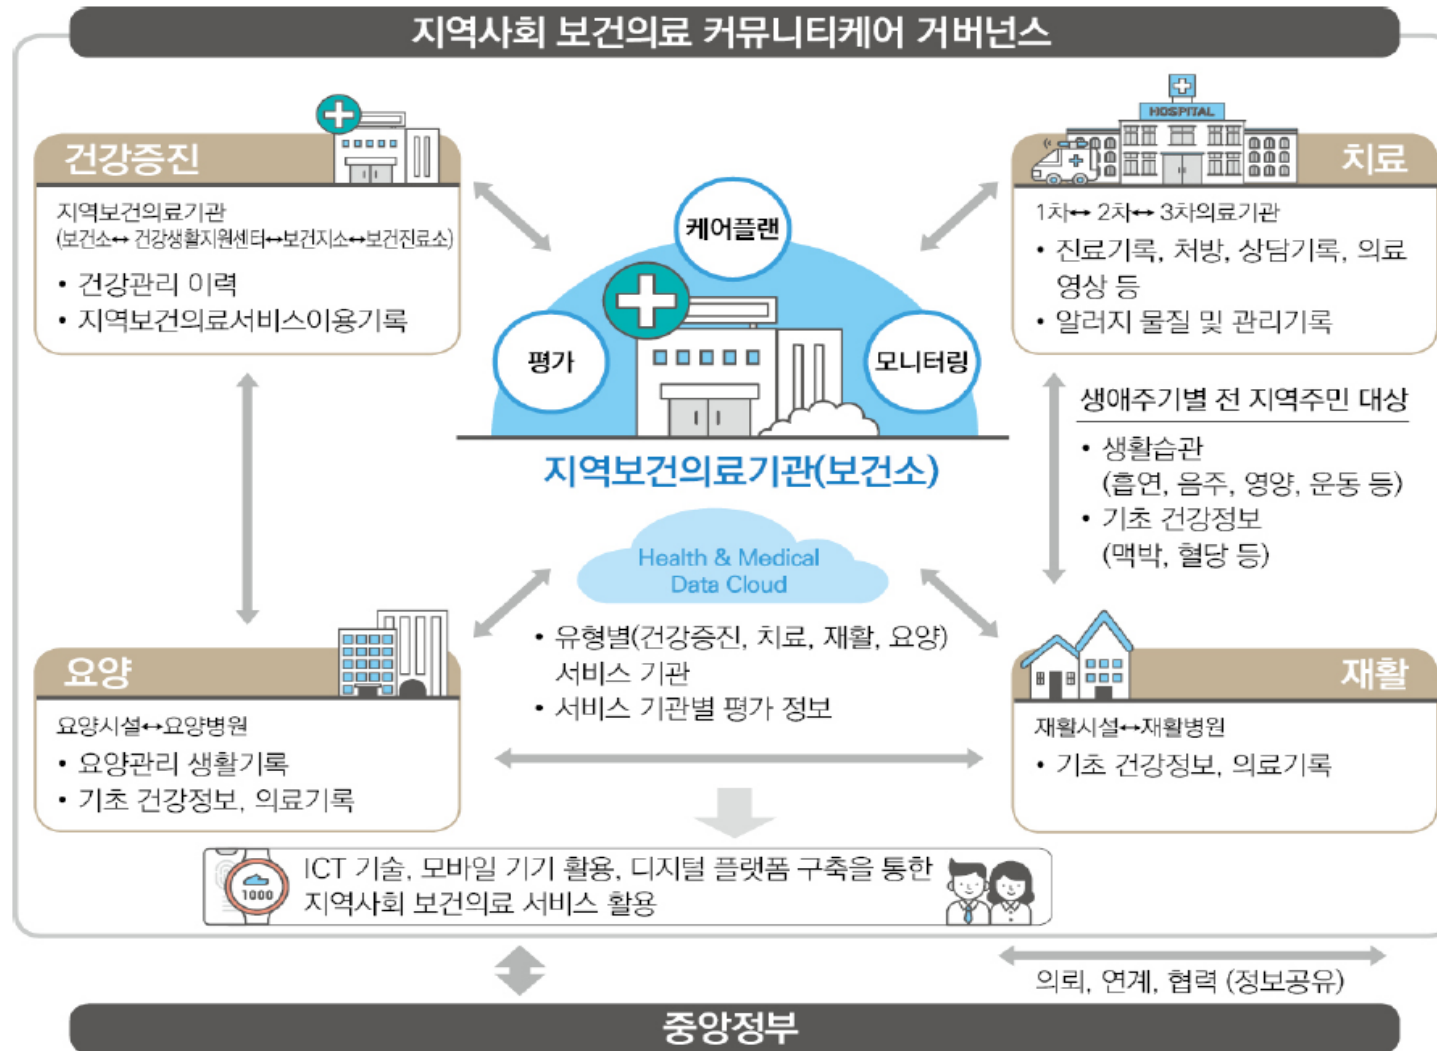 지역사회 보건의료 커뮤니티케어 거버넌스
건강증진
지역보건의료기관
(보건소↔건강생활지원센터↔보건지소↔보건진료소)
• 건강관리 이력
• 지역보건의료서비스이용기록
HOSPITAL
치료
1차↔ 2차↔ 3차의료기관
• 진료기록, 처방, 상담기록, 의료
영상 등
• 알러지 물질 및 관리기록
케어플랜
평가
모니터링
지역보건의료기관(보건소)
생애주기별 전 지역주민 대상
• 생활습관
(흡연, 음주, 영양, 운동 등)
• 기초 건강정보
(맥박, 혈당 등)
Health & Medical
Data Cloud
• 유형별(건강증진, 치료, 재활, 요양)
서비스 기관
• 서비스 기관별 평가 정보
요양
요양시설↔요양병원
• 요양관리 생활기록
• 기초 건강정보, 의료기록
재활
재활시설↔재활병원
• 기초 건강정보, 의료기록
1000
ICT 기술, 모바일 기기 활용, 디지털 플랫폼 구축을 통한
지역사회 보건의료 서비스 활용
의뢰, 연계, 협력 (정보공유)
중앙정부